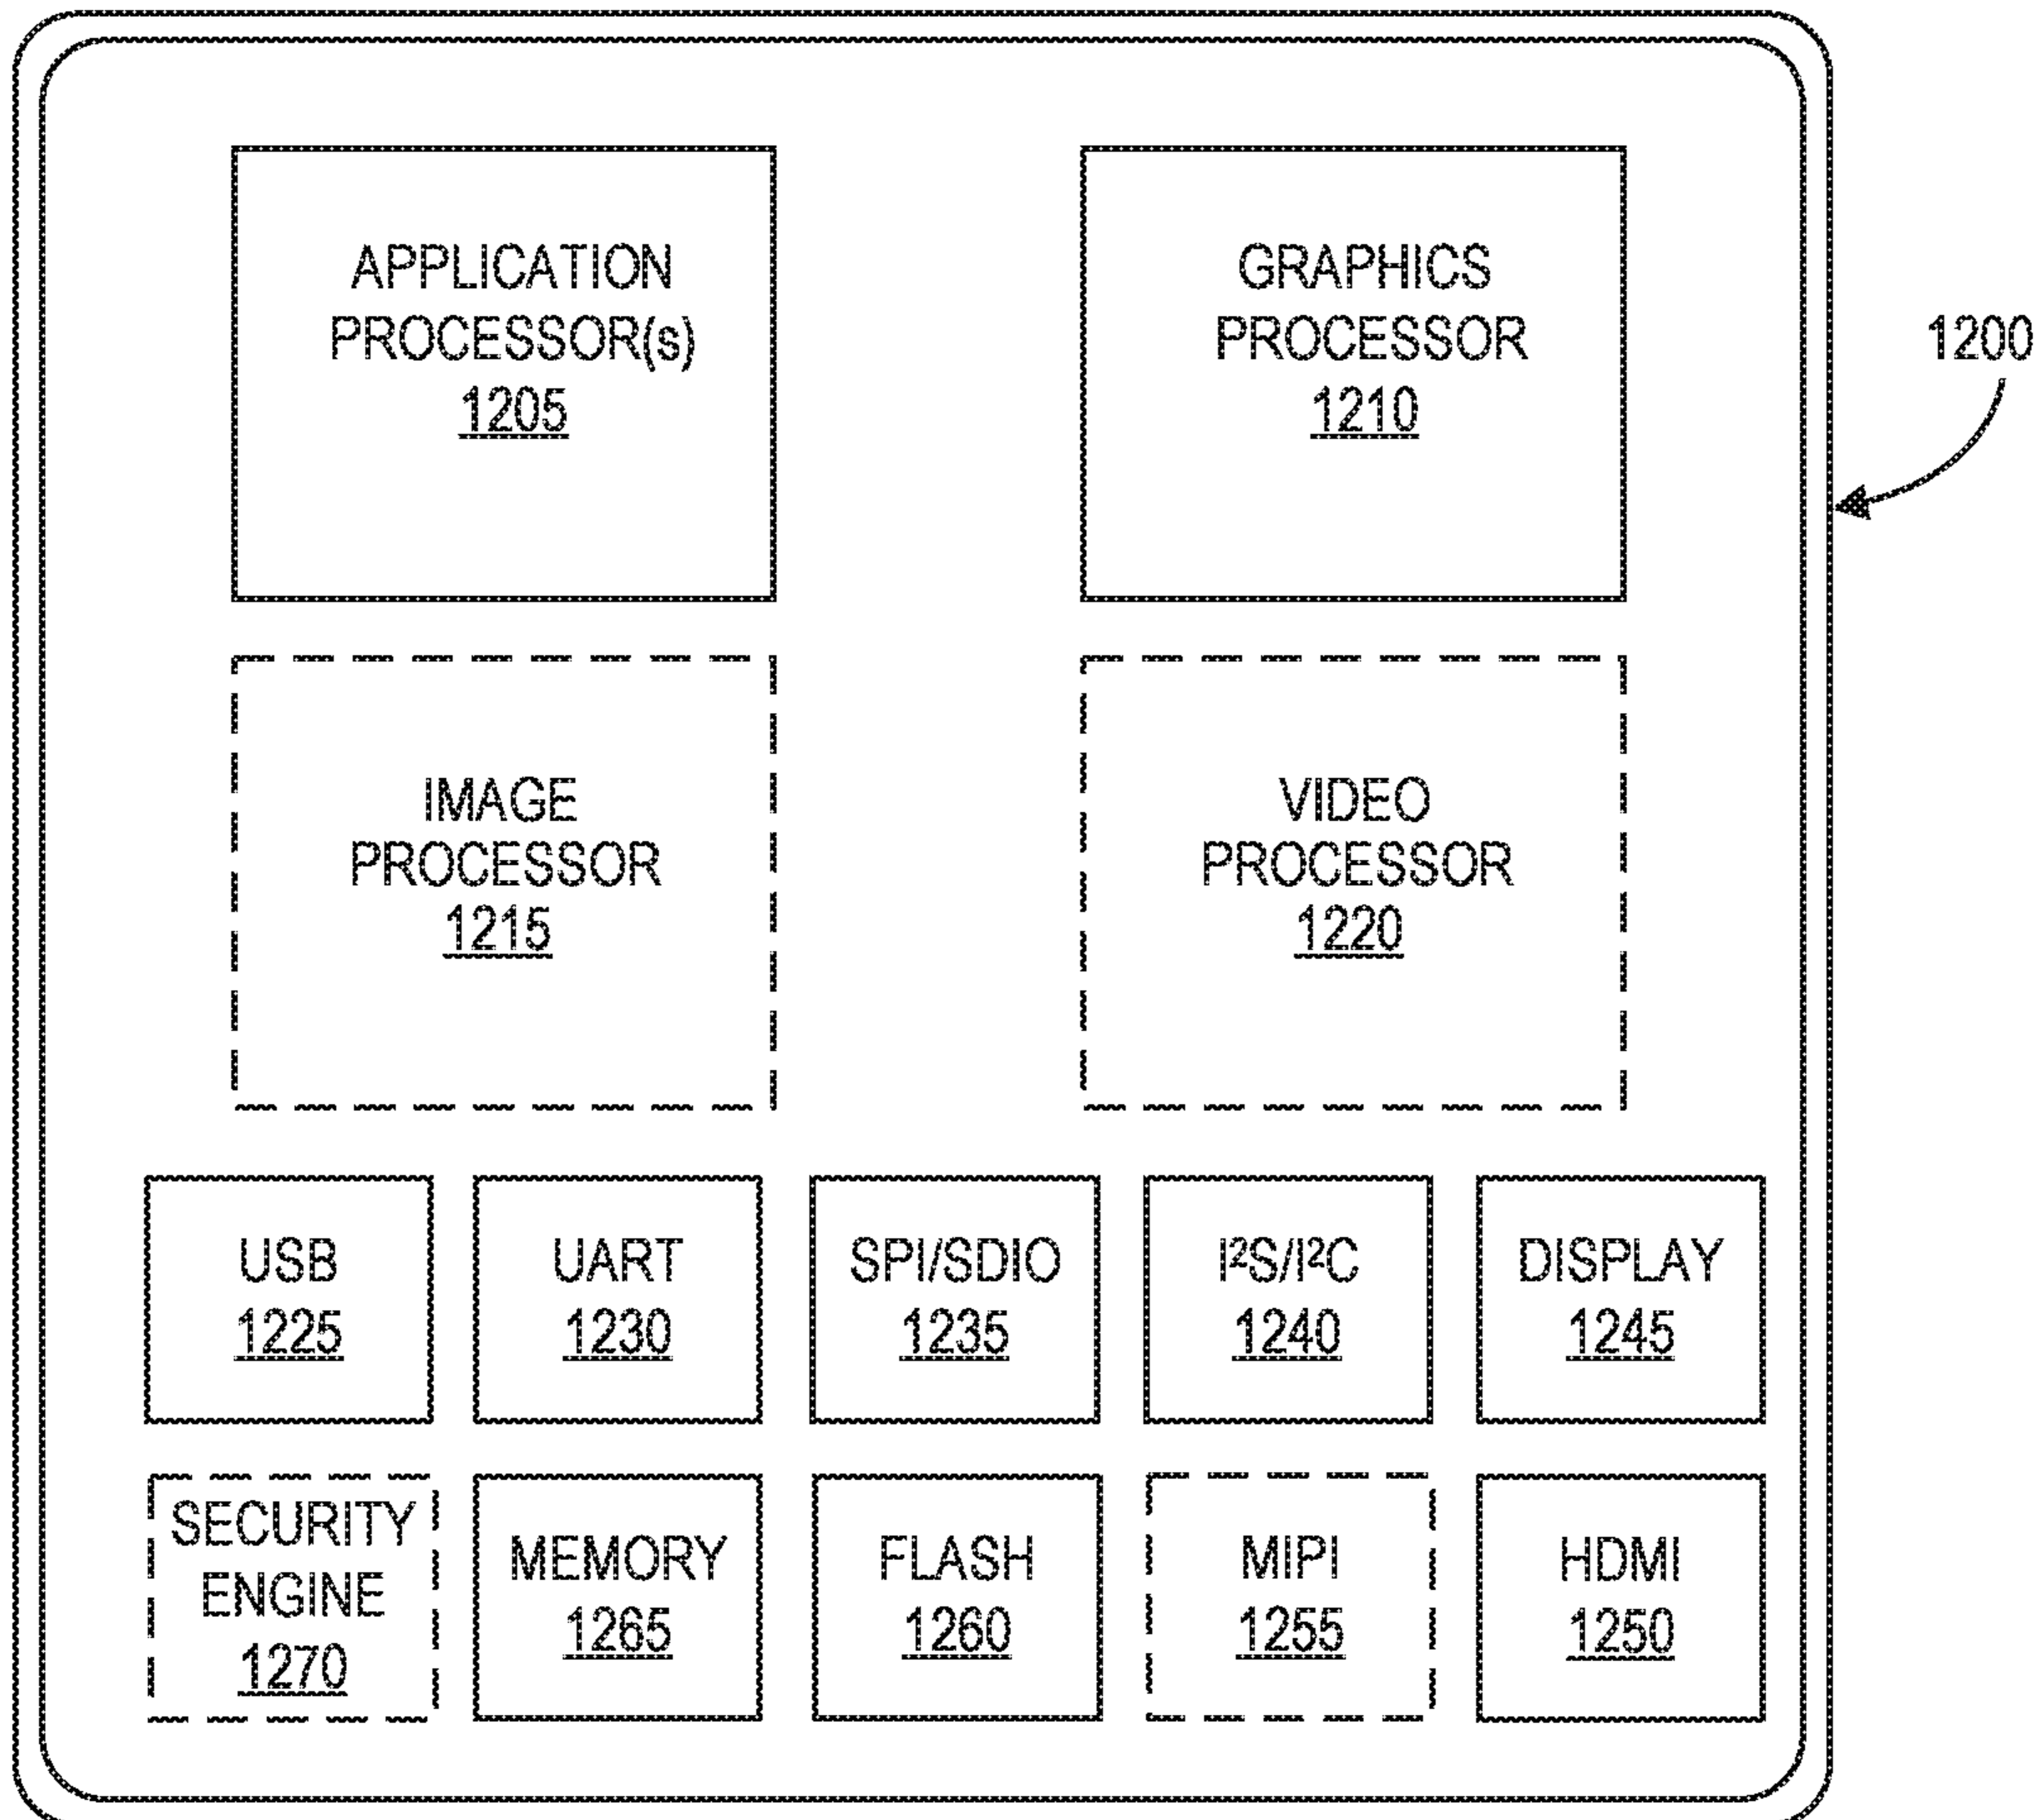 APPLICATION
PROCESSOR(s)
1205
GRAPHICS
PROCESSOR
1210
1200
IMAGE
PROCESSOR
1215
VIDEO
PROCESSOR
1220
USB
1225
UART
1230
SPI/SDIO
1235
I²S/I²C
1240
DISPLAY
1245
SECURITY
ENGINE
1270
MEMORY
1265
FLASH
1260
MIPI
1255
HDMI
1250